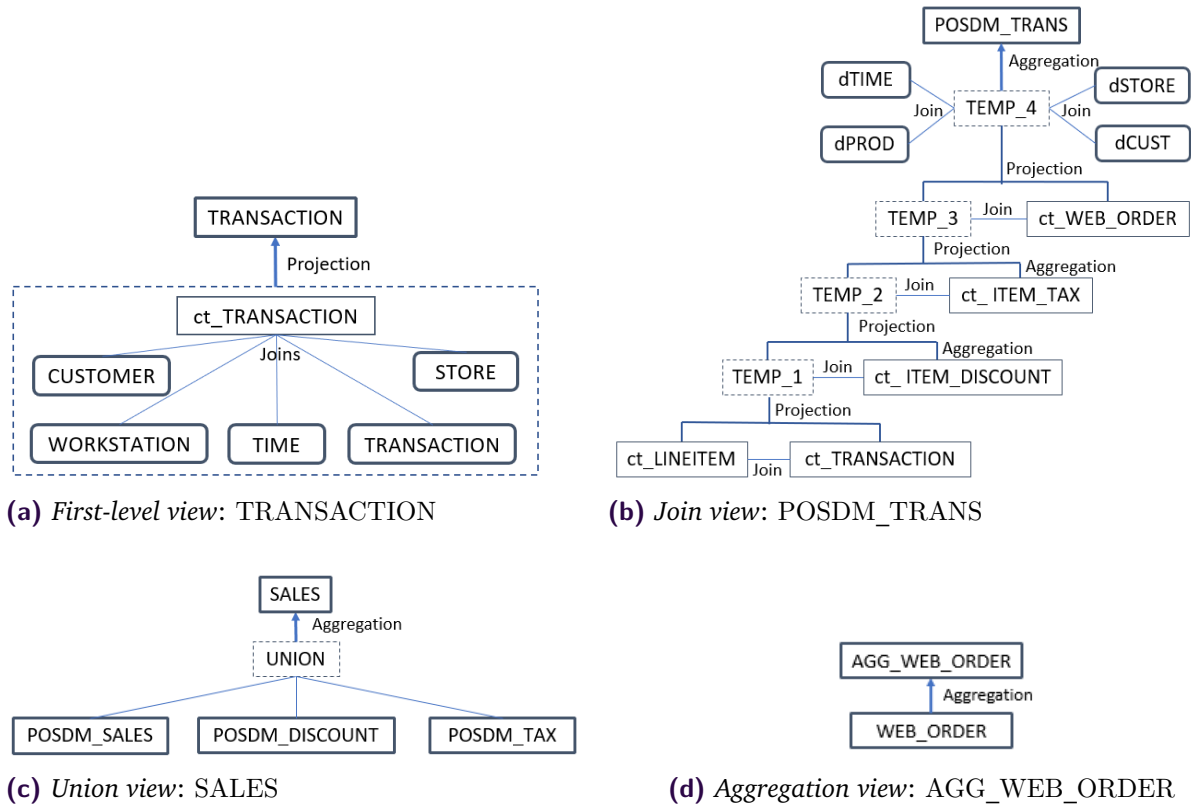 TRANSACTION
Projection
ct_TRANSACTION
Joins
CUSTOMER
STORE
WORKSTATION
TIME
TRANSACTION
(a) First-level view: TRANSACTION
POSDM_TRANS
Aggregation
dTIME
dSTORE
Join
TEMP_4
Join
dPROD
dCUST
Projection
TEMP_3
Join
ct_WEB_ORDER
Projection
Aggregation
TEMP_2
Join
ct_ ITEM_TAX
Projection
Aggregation
TEMP_1
Join
ct_ ITEM_DISCOUNT
Projection
ct_LINEITEM
Join
ct_TRANSACTION
(b) Join view: POSDM_TRANS
SALES
Aggregation
UNION
POSDM_SALES
POSDM_DISCOUNT
POSDM_TAX
(c) Union view: SALES
AGG_WEB_ORDER
Aggregation
WEB_ORDER
(d) Aggregation view: AGG_WEB_ORDER